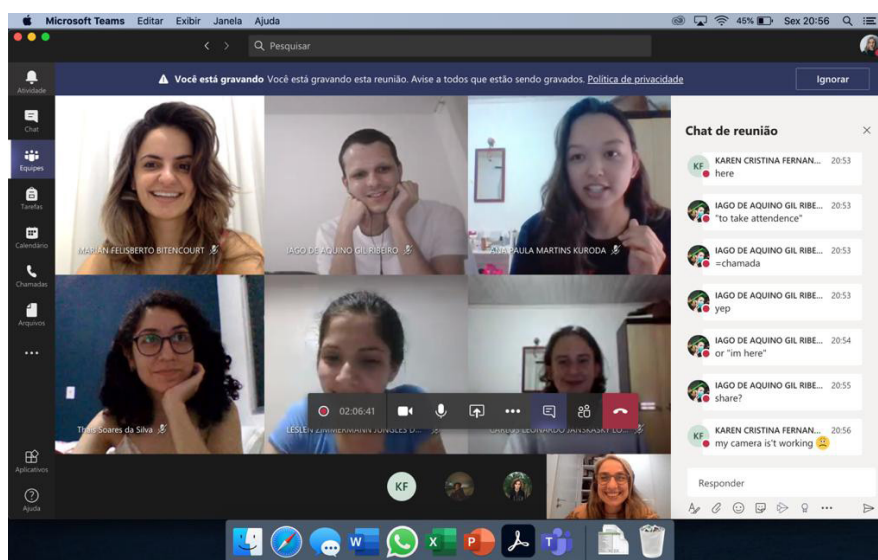 Microsoft Teams Editar Exibir Janela Ajuda 45% Sex 20:56
Pesquisar
Você está gravando Você está gravando esta reunião. Avise a todos que estão sendo gravados. Política de privacidade Ignorar
Atividade
Chat
Equipes
Tarefas
Calendário
Chamadas
Arquivos
Aplicativos
Ajuda
MARIAN FELISBERTO BITENCOURT
IAGO DE AQUINO GIL RIBEIRO
ANA PAULA MARTINS KURODA
Thais Soares da Silva
02:06:41
KF
Chat de reunião
KF KAREN CRISTINA FERNAN... 20:53
here
IAGO DE AQUINO GIL RIBE... 20:53
"to take attendence"
IAGO DE AQUINO GIL RIBE... 20:53
=chamada
IAGO DE AQUINO GIL RIBE... 20:53
yep
IAGO DE AQUINO GIL RIBE... 20:54
or "im here"
IAGO DE AQUINO GIL RIBE... 20:55
share?
KF KAREN CRISTINA FERNAN... 20:56
my camera is't working
Responder